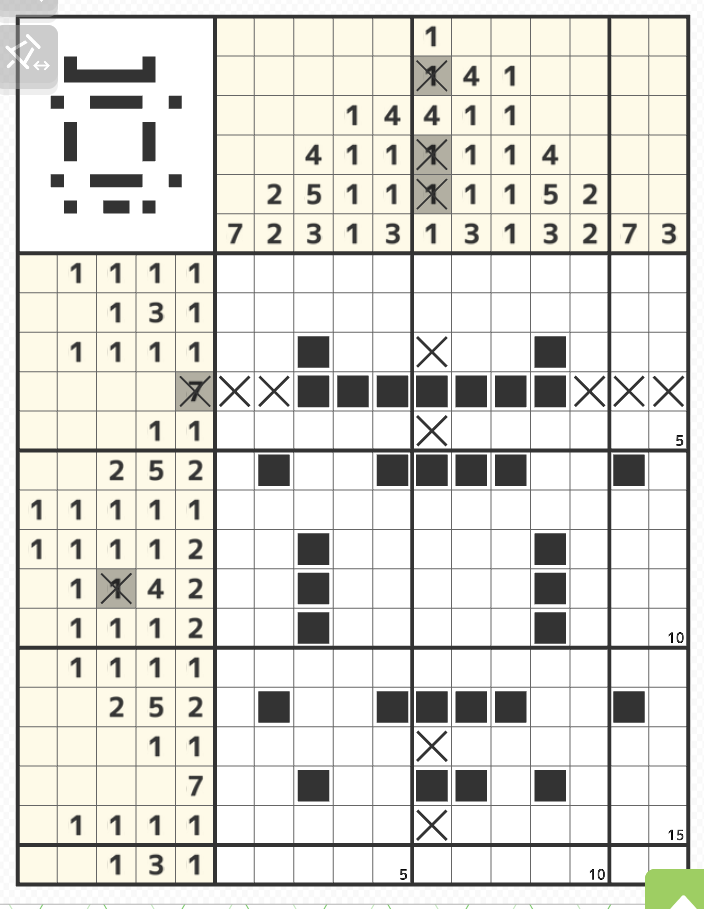 1
1 4 1
1 4 4 1 1
4 1 1 1 1 1 4
2 5 1 1 1 1 1 5 2
7 2 3 1 3 1 3 1 3 2 7 3
1 1 1 1
1 3 1
1 1 1 1
7
1 1 5
2 5 2
1 1 1 1 1
1 1 1 1 2
1 1 4 2
1 1 1 2 10
1 1 1 1
2 5 2
1 1
7
1 1 1 1 15
1 3 1 5 10